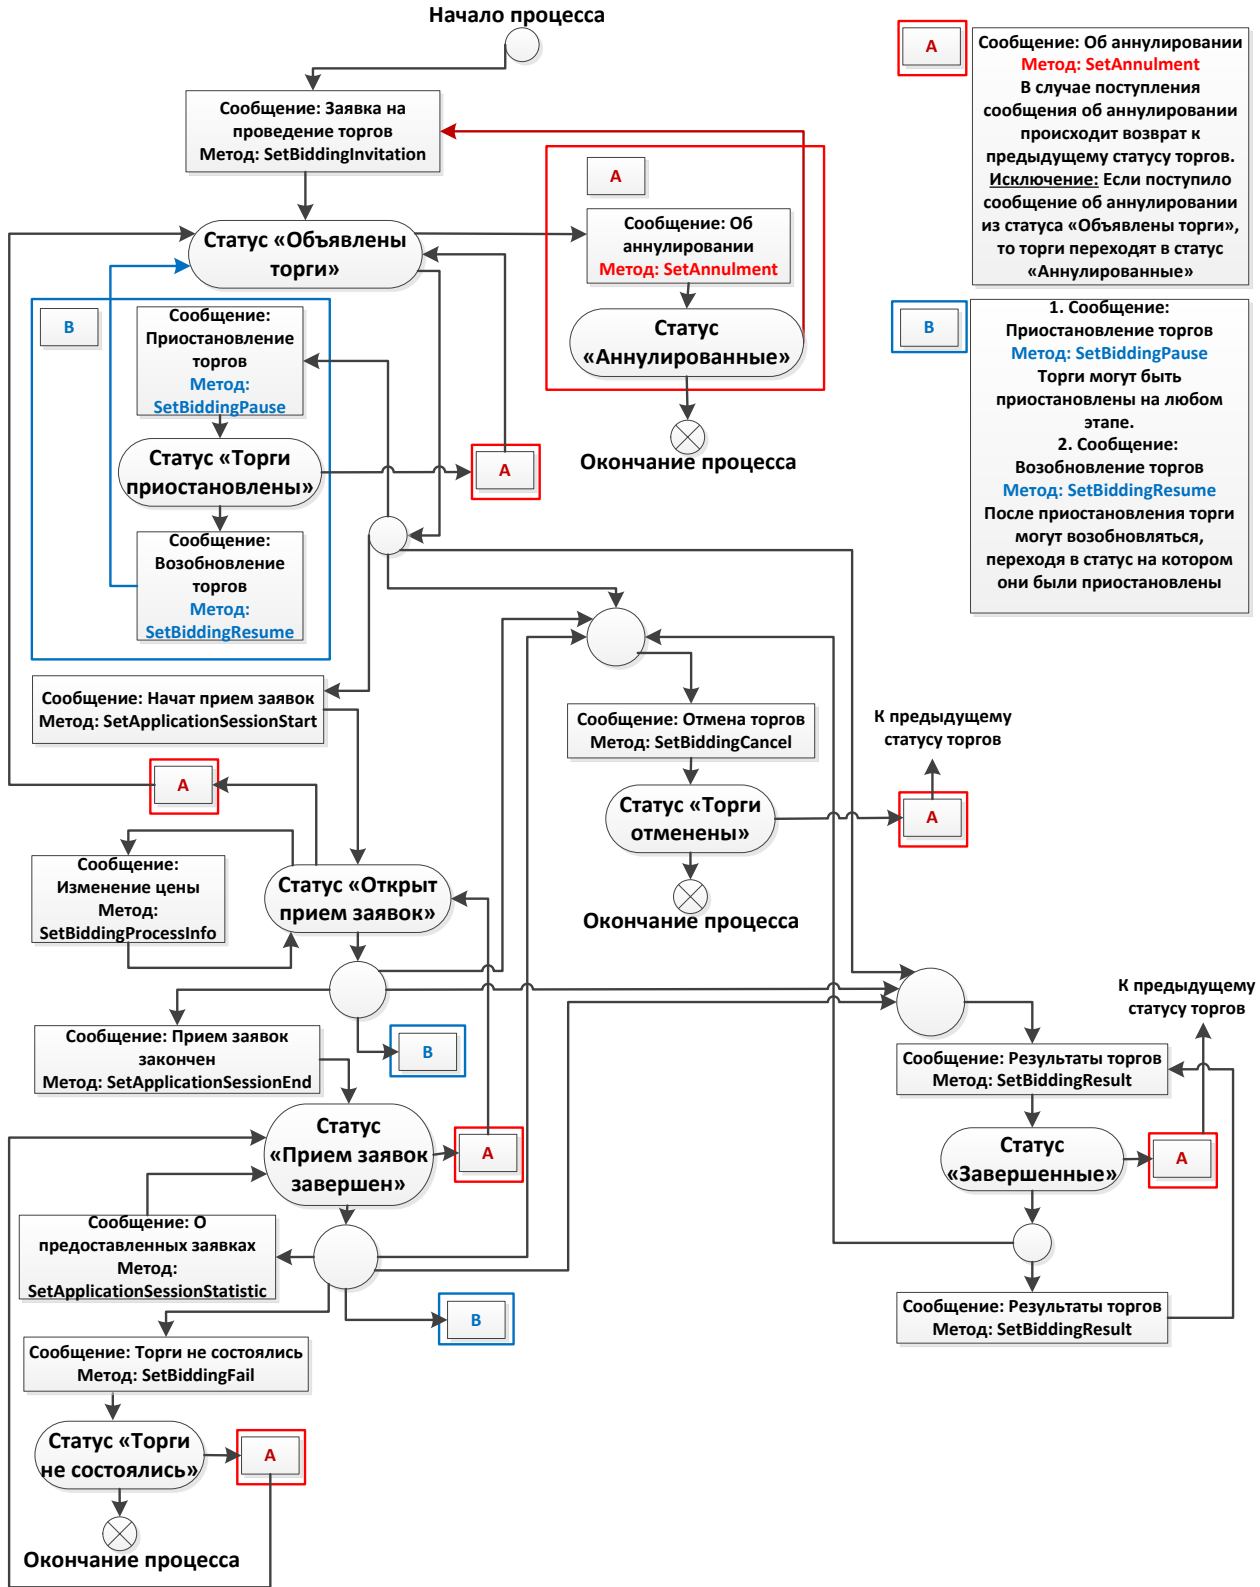 Начало процесса
Сообщение: Заявка на
проведение торгов
Метод: SetBiddingInvitation
A
Сообщение: Об аннулировании
Метод: SetAnnulment
В случае поступления
сообщения об аннулировании
происходит возврат к
предыдущему статусу торгов.
Исключение: Если поступило
сообщение об аннулировании
из статуса «Объявлены торги»,
то торги переходят в статус
«Аннулированные»
A
Сообщение: Об
аннулировании
Метод: SetAnnulment
Статус
«Аннулированные»
Окончание процесса
Статус «Объявлены
торги»
B
Сообщение:
Приостановление
торгов
Метод:
SetBiddingPause
Статус «Торги
приостановлены»
A
Сообщение:
Возобновление
торгов
Метод:
SetBiddingResume
B
1. Сообщение:
Приостановление торгов
Метод: SetBiddingPause
Торги могут быть
приостановлены на любом
этапе.
2. Сообщение:
Возобновление торгов
Метод: SetBiddingResume
После приостановления торги
могут возобновляться,
переходя в статус на котором
они были приостановлены
Сообщение: Начат прием заявок
Метод: SetApplicationSessionStart
Сообщение: Отмена торгов
Метод: SetBiddingCancel
К предыдущему
статусу торгов
A
Статус «Торги
отменены»
A
Окончание процесса
Сообщение:
Изменение цены
Метод:
SetBiddingProcessInfo
Статус «Открыт
прием заявок»
Сообщение: Прием заявок
закончен
Метод: SetApplicationSessionEnd
B
К предыдущему
статусу торгов
Сообщение: Результаты торгов
Метод: SetBiddingResult
Статус
«Прием заявок
завершен»
A
Статус
«Завершенные»
A
Сообщение: О
предоставленных заявках
Метод:
SetApplicationSessionStatistic
B
Сообщение: Результаты торгов
Метод: SetBiddingResult
Сообщение: Торги не состоялись
Метод: SetBiddingFail
Статус «Торги
не состоялись»
A
Окончание процесса